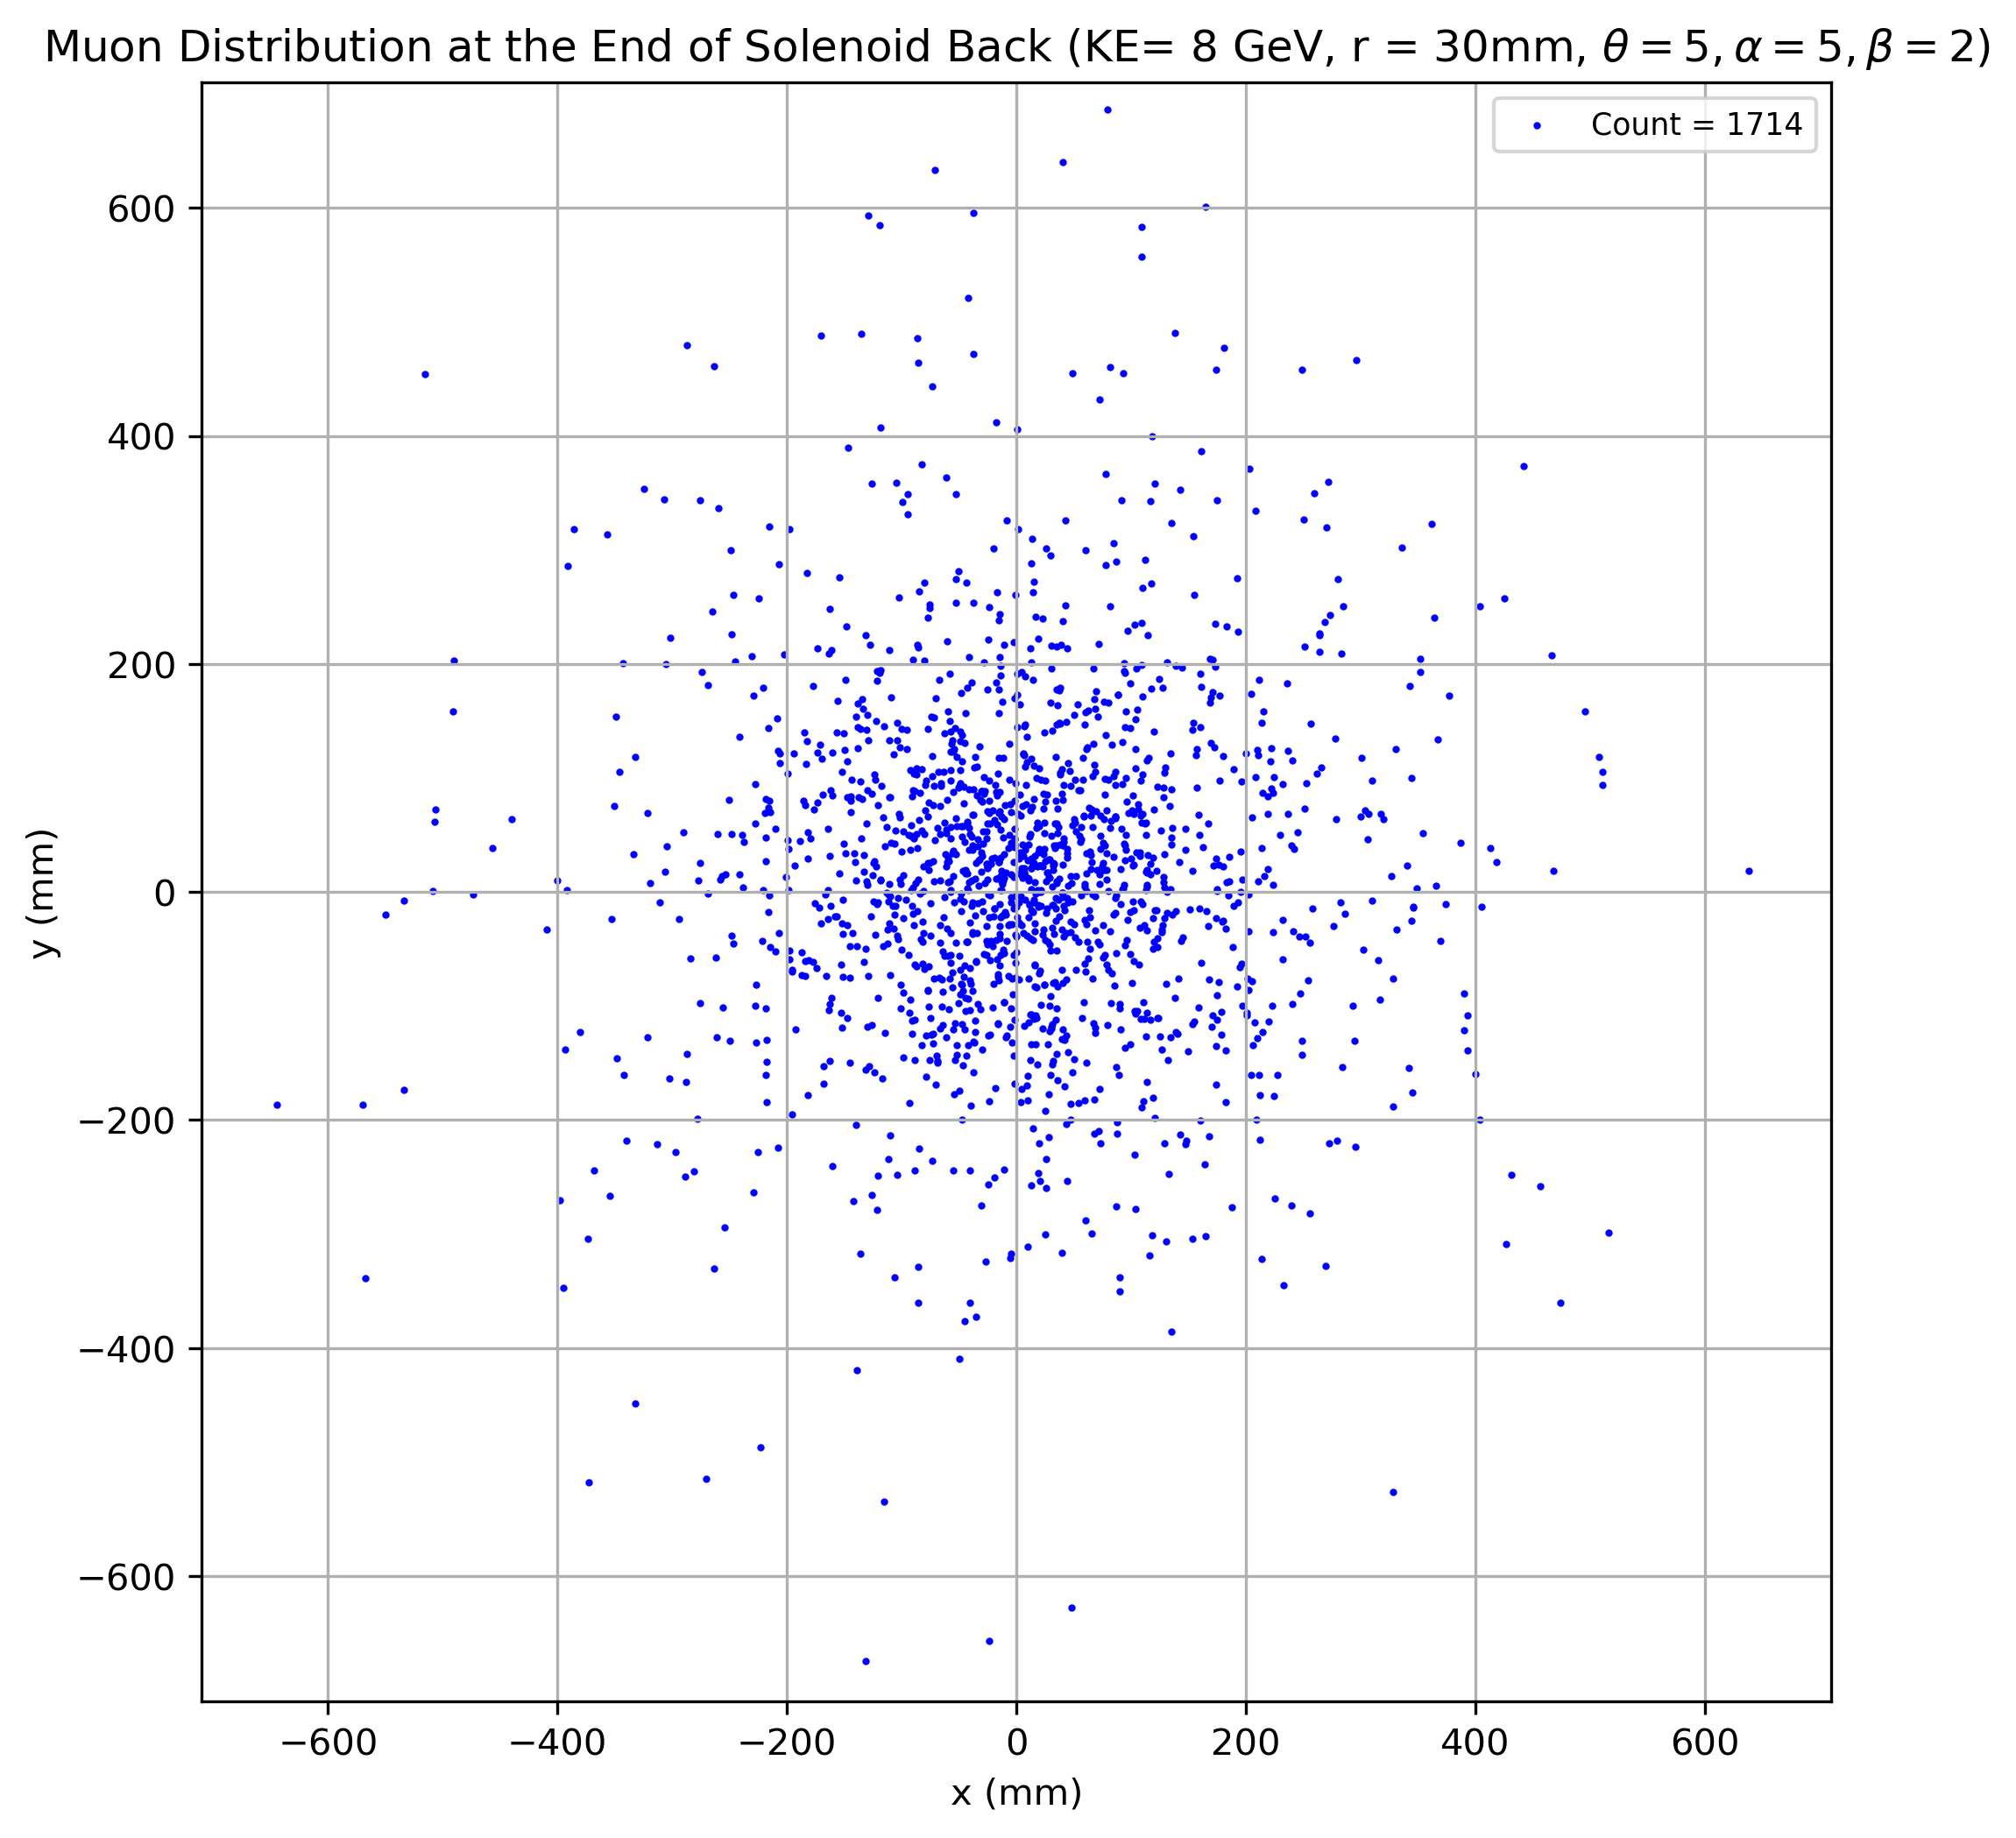 Muon Distribution at the End of Solenoid Back (KE= 8 GeV, r = 30mm, θ = 5, α = 5, β = 2)
Count = 1714
600
400
200
0
−200
−400
−600
y (mm)
−600 −400 −200 0 200 400 600
x (mm)